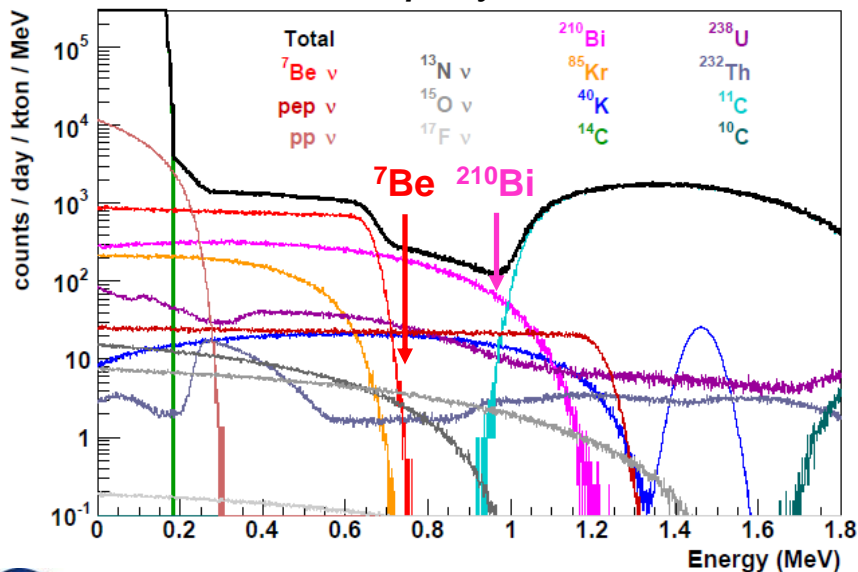 counts / day / kton / MeV
10⁵
10⁴
10³
10²
10
1
10⁻¹
Total
⁷Be ν
pep ν
pp ν
¹³N ν
¹⁵O ν
¹⁷F ν
²¹⁰Bi
⁸⁵Kr
⁴⁰K
¹⁴C
²³⁸U
²³²Th
¹¹C
¹⁰C
⁷Be ²¹⁰Bi
0 0.2 0.4 0.6 0.8 1 1.2 1.4 1.6 1.8
Energy (MeV)